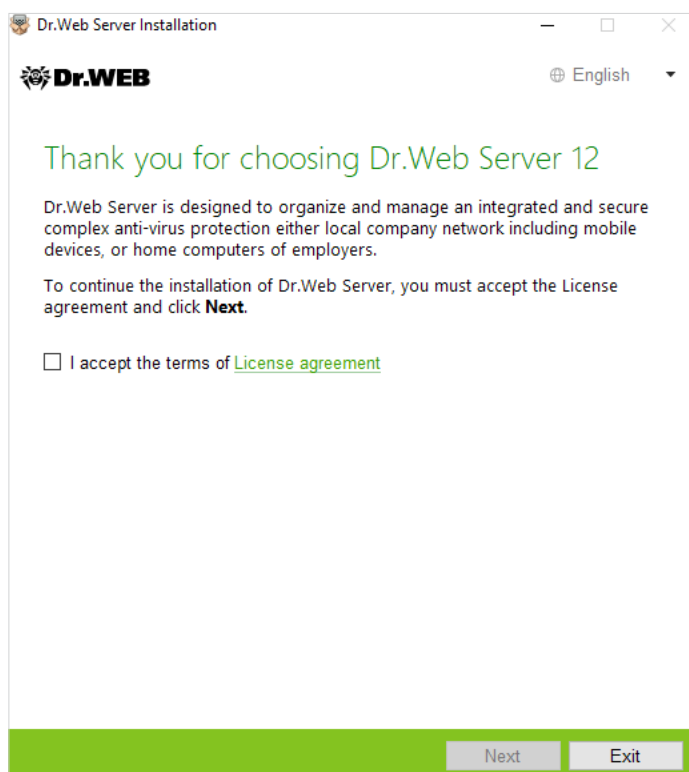 Dr.Web Server Installation
Dr.WEB
English
Thank you for choosing Dr.Web Server 12
Dr.Web Server is designed to organize and manage an integrated and secure
complex anti-virus protection either local company network including mobile
devices, or home computers of employers.
To continue the installation of Dr.Web Server, you must accept the License
agreement and click Next.
I accept the terms of License agreement
Next Exit